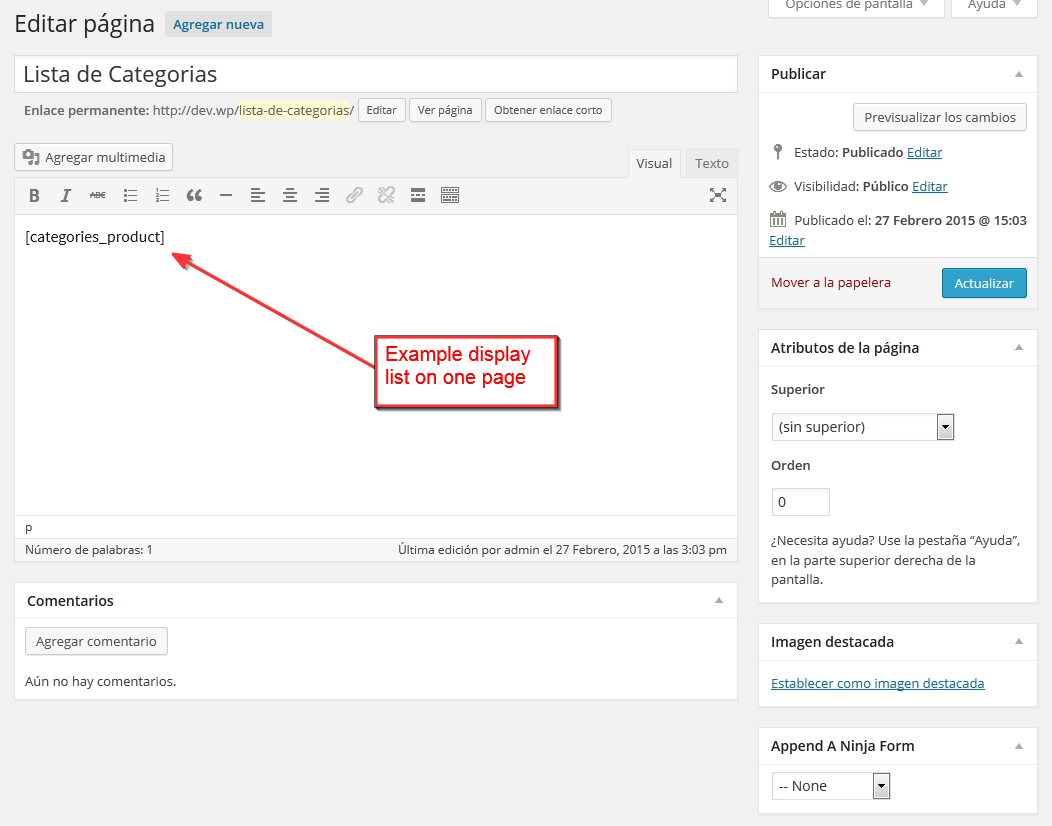 Opciones de pantalla
Ayuda
Editar página Agregar nueva
Lista de Categorias
Enlace permanente: http://dev.wp/lista-de-categorias/ Editar Ver página Obtener enlace corto
Agregar multimedia
Visual Texto
B I ABC
[categories_product]
Example display
list on one page
p
Número de palabras: 1 Última edición por admin el 27 Febrero, 2015 a las 3:03 pm
Comentarios
Agregar comentario
Aún no hay comentarios.
Publicar
Previsualizar los cambios
Estado: Publicado Editar
Visibilidad: Público Editar
Publicado el: 27 Febrero 2015 @ 15:03
Editar
Mover a la papelera Actualizar
Atributos de la página
Superior
(sin superior)
Orden
0
¿Necesita ayuda? Use la pestaña “Ayuda”,
en la parte superior derecha de la
pantalla.
Imagen destacada
Establecer como imagen destacada
Append A Ninja Form
-- None